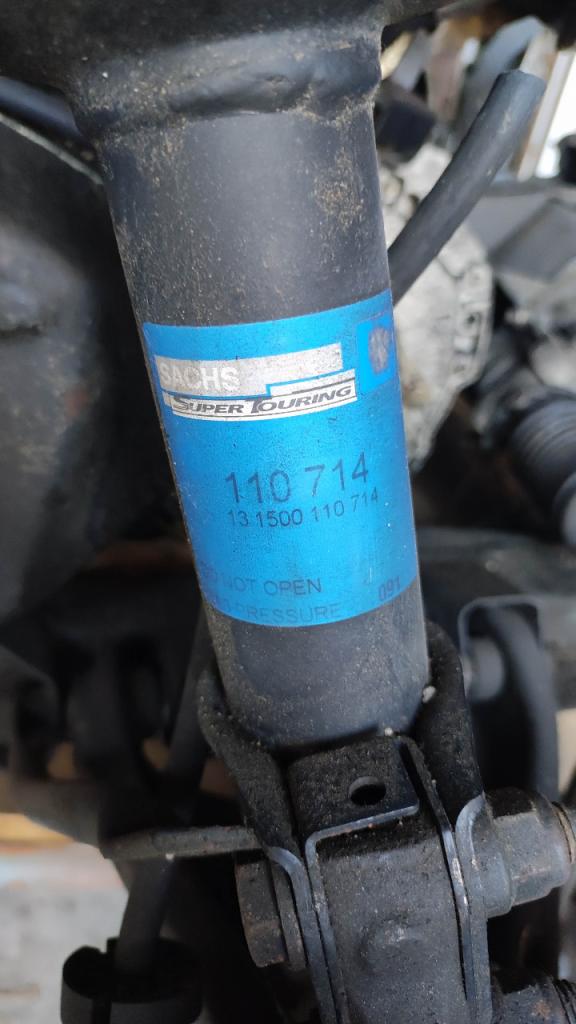 SACHS
SUPER TOURING
110 714
13 1500 110 714
NOT OPEN
PRESSURE
091